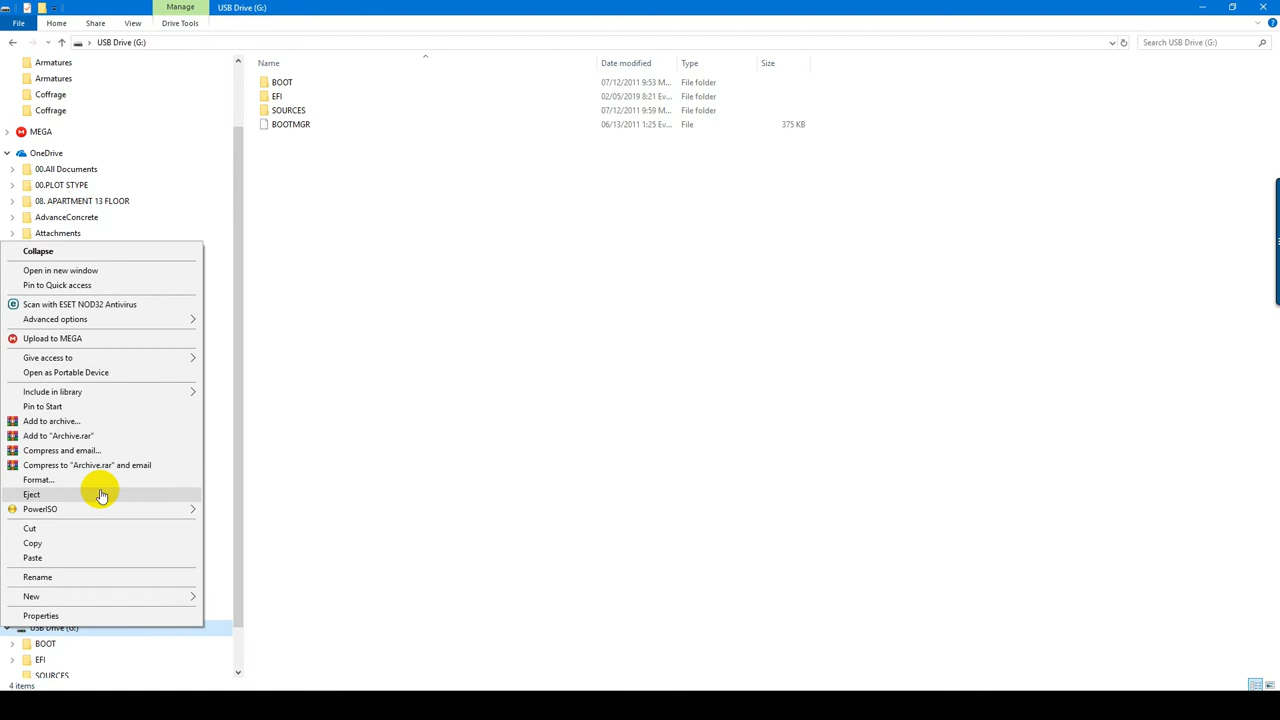 Manage
USB Drive (G:)
File
Home
Share
View
Drive Tools
USB Drive (G:)
Search USB Drive (G:)
Armatures
Armatures
Coffrage
Coffrage
MEGA
OneDrive
00.All Documents
00.PLOT STYPE
08. APARTMENT 13 FLOOR
AdvanceConcrete
Attachments
Collapse
Open in new window
Pin to Quick access
Scan with ESET NOD32 Antivirus
Advanced options
Upload to MEGA
Give access to
Open as Portable Device
Include in library
Pin to Start
Add to archive...
Add to "Archive.rar"
Compress and email...
Compress to "Archive.rar" and email
Format...
Eject
PowerISO
Cut
Copy
Paste
Rename
New
Properties
USB Drive (G:)
BOOT
EFI
SOURCES
4 items
Name Date modified Type Size
BOOT 07/12/2011 9:53 M... File folder
EFI 02/05/2019 8:21 Ev... File folder
SOURCES 07/12/2011 9:59 M... File folder
BOOTMGR 06/13/2011 1:25 Ev... File 375 KB